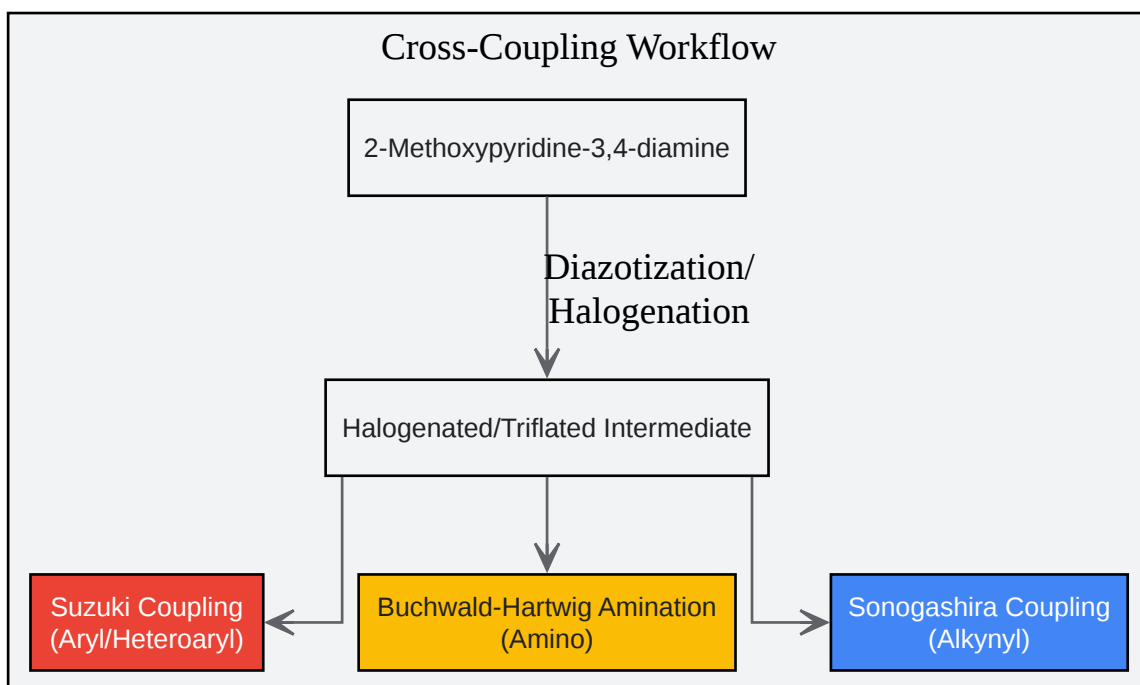 Cross-Coupling Workflow
2-Methoxypyridine-3,4-diamine
Diazotization/
Halogenation
Halogenated/Triflated Intermediate
Suzuki Coupling
(Aryl/Heteroaryl)
Buchwald-Hartwig Amination
(Amino)
Sonogashira Coupling
(Alkynyl)